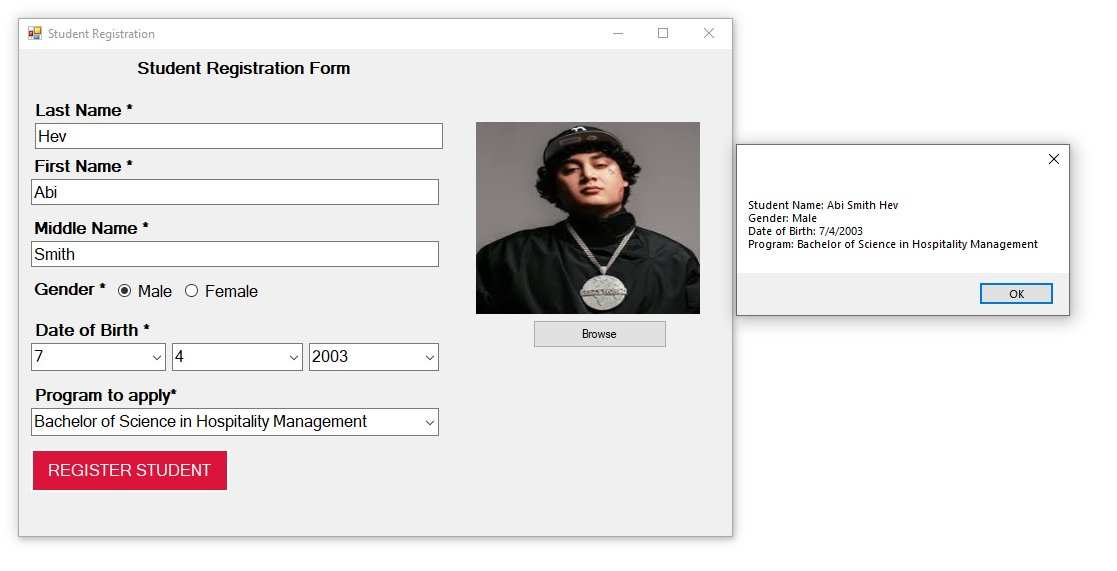 Student Registration
Student Registration Form
Last Name *
Hev
First Name *
Abi
Middle Name *
Smith
Gender * Male Female
Date of Birth *
7 4 2003
Program to apply*
Bachelor of Science in Hospitality Management
REGISTER STUDENT
Browse
Student Name: Abi Smith Hev
Gender: Male
Date of Birth: 7/4/2003
Program: Bachelor of Science in Hospitality Management
OK